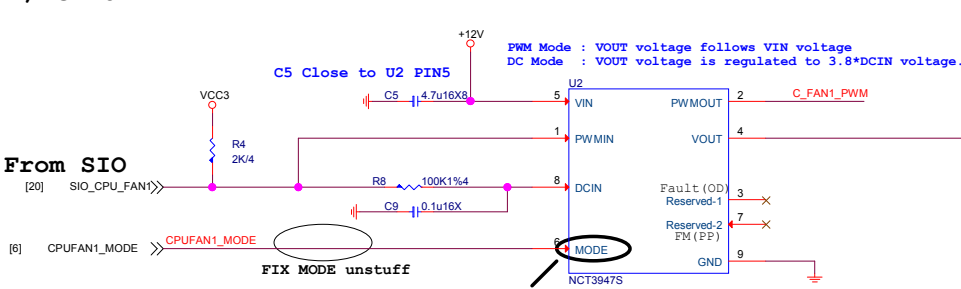 +12V
PWM Mode : VOUT voltage follows VIN voltage
DC Mode : VOUT voltage is regulated to 3.8*DCIN voltage.
C5 Close to U2 PIN5
U2
VCC3
C5 4.7u16X8
5 VIN
PWMOUT 2 C_FAN1_PWM
R4
2K/4
1 PWMIN
VOUT 4
From SIO
[20] SIO_CPU_FAN1
R8 100K1%4
8 DCIN
Fault(OD)
Reserved-1 3
C9 0.1u16X
Reserved-2 7
FM(PP)
[6] CPUFAN1_MODE CPUFAN1_MODE
6 MODE
GND 9
FIX MODE unstuff
NCT3947S